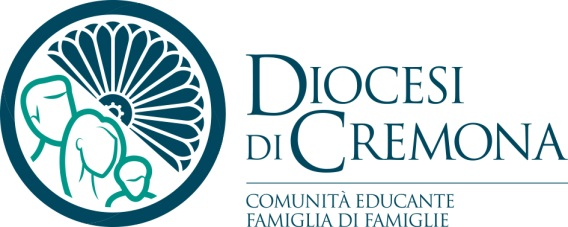 DIOCESI
DI CREMONA
COMUNITÀ EDUCANTE
FAMIGLIA DI FAMIGLIE